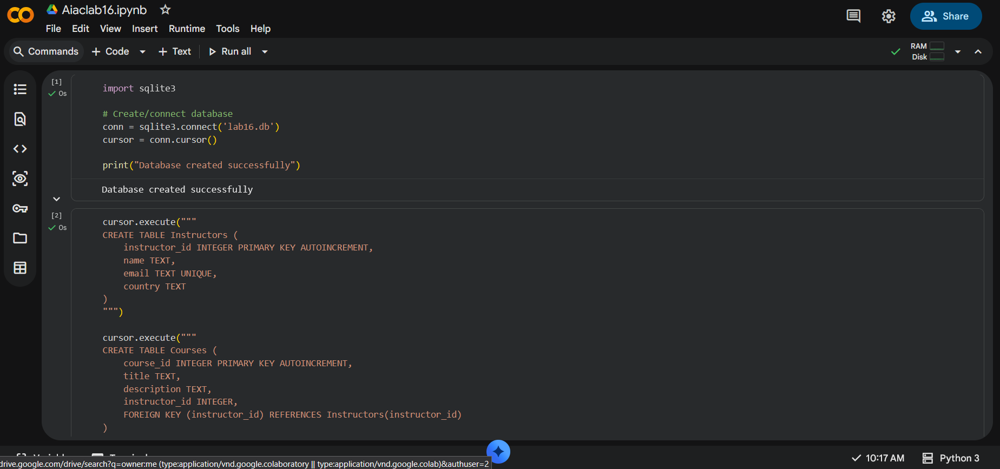 Aiaclab16.ipynb
File Edit View Insert Runtime Tools Help
Share
Commands + Code + Text Run all
RAM
Disk
[1]
0s
import sqlite3
# Create/connect database
conn = sqlite3.connect('lab16.db')
cursor = conn.cursor()
print("Database created successfully")
Database created successfully
[2]
0s
cursor.execute("""
CREATE TABLE Instructors (
    instructor_id INTEGER PRIMARY KEY AUTOINCREMENT,
    name TEXT,
    email TEXT UNIQUE,
    country TEXT
)
""")
cursor.execute("""
CREATE TABLE Courses (
    course_id INTEGER PRIMARY KEY AUTOINCREMENT,
    title TEXT,
    description TEXT,
    instructor_id INTEGER,
    FOREIGN KEY (instructor_id) REFERENCES Instructors(instructor_id)
)
10:17 AM Python 3
drive.google.com/drive/search?q=owner:me (type:application/vnd.google.colaboratory || type:application/vnd.google.colab)&authuser=2